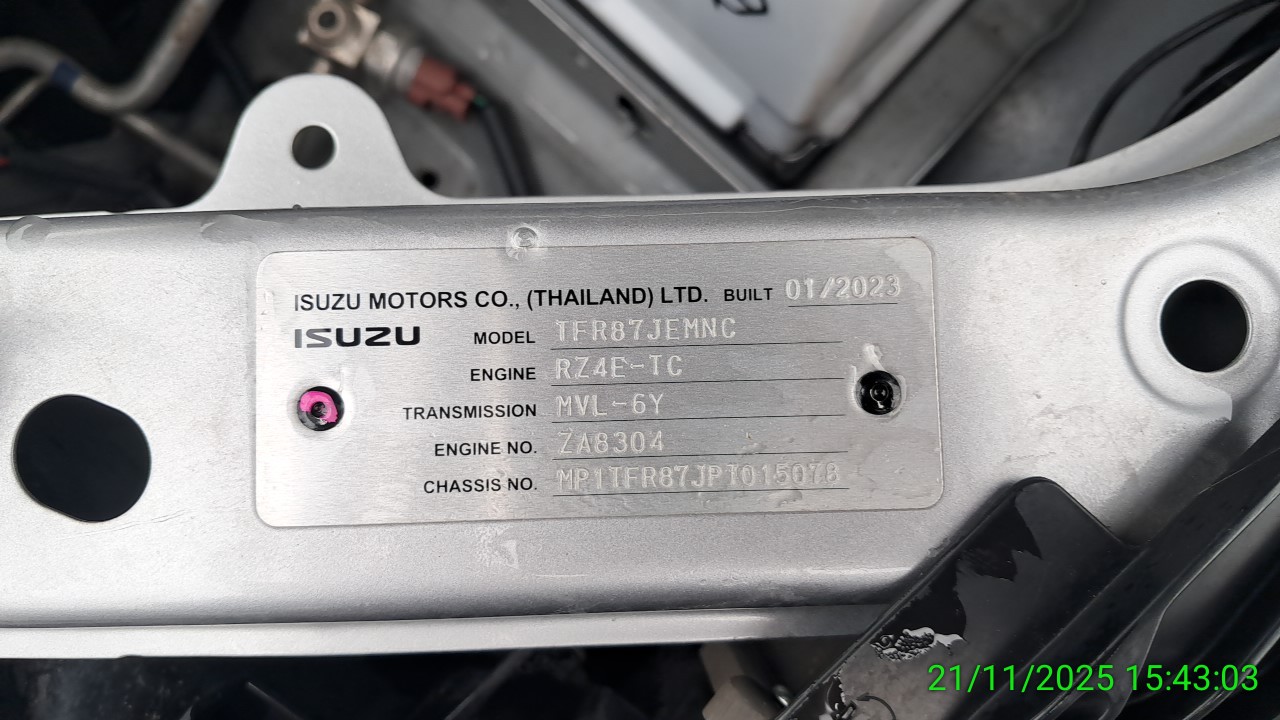 ISUZU MOTORS CO., (THAILAND) LTD. BUILT 01/2023
ISUZU MODEL TFR87JEMNC
ENGINE RZ4E-TC
TRANSMISSION MVL-6Y
ENGINE NO. ZA8304
CHASSIS NO. MP1TFR87JPT015078
21/11/2025 15:43:03